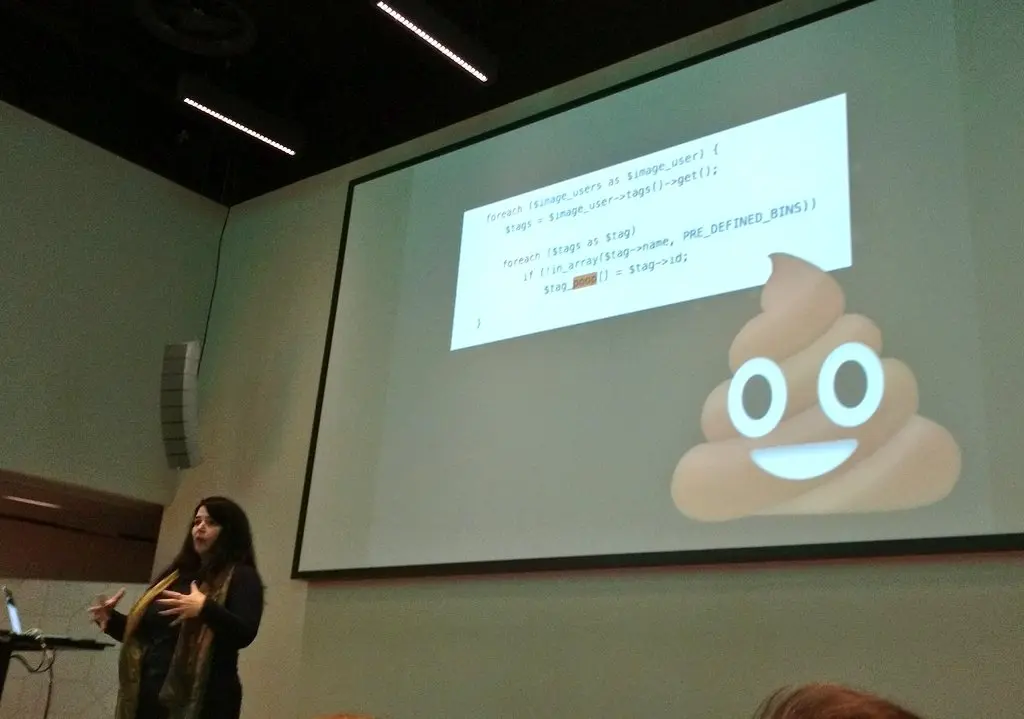 foreach ($image_users as $image_user) {
$tags = $image_user->tags()->get();
foreach ($tags as $tag)
if (!in_array($tag->name, PRE_DEFINED_BINS))
$tag_poop[] = $tag->id;
}